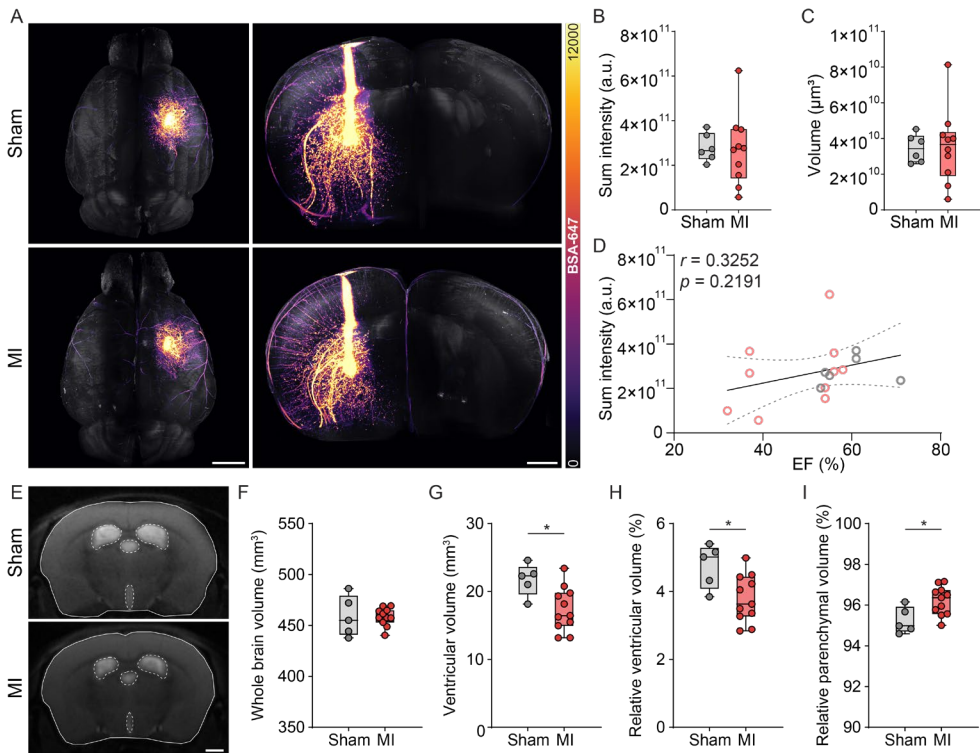 A
Sham
MI
BSA-647
12000
0
B
Sum intensity (a.u.)
8×10¹¹
6×10¹¹
4×10¹¹
2×10¹¹
0
Sham MI
C
Volume (µm³)
8×10¹⁰
6×10¹⁰
4×10¹⁰
2×10¹⁰
0
Sham MI
D
r = 0.3252
p = 0.2191
Sum intensity (a.u.)
8×10¹¹
6×10¹¹
4×10¹¹
2×10¹¹
0
20 40 60 80
EF (%)
E
Sham
MI
F
Whole brain volume (mm³)
550
500
450
400
350
Sham MI
G
Ventricular volume (mm³)
30
20
10
0
*
Sham MI
H
Relative ventricular volume (%)
6
4
2
0
*
Sham MI
I
Relative parenchymal volume (%)
100
98
96
94
92
90
*
Sham MI